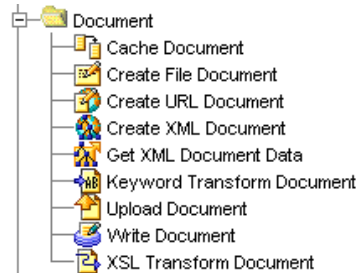 Document
Cache Document
Create File Document
Create URL Document
Create XML Document
Get XML Document Data
Keyword Transform Document
Upload Document
Write Document
XSL Transform Document